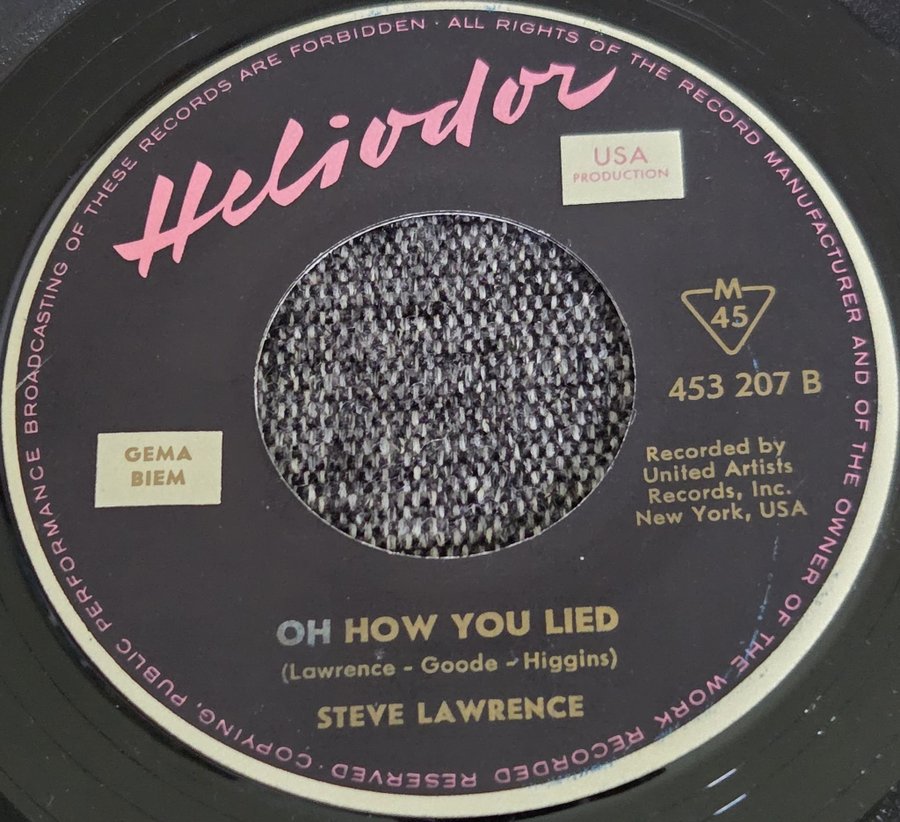 Heliodor
USA
PRODUCTION
M
45
453 207 B
GEMA
BIEM
Recorded by
United Artists
Records, Inc.
New York, USA
OH HOW YOU LIED
(Lawrence - Goode - Higgins)
STEVE LAWRENCE
ALL RIGHTS OF THE RECORD MANUFACTURER AND OF THE OWNER OF THE WORK RECORDED RESERVED · COPYING, PUBLIC PERFORMANCE BROADCASTING OF THESE RECORDS ARE FORBIDDEN ·